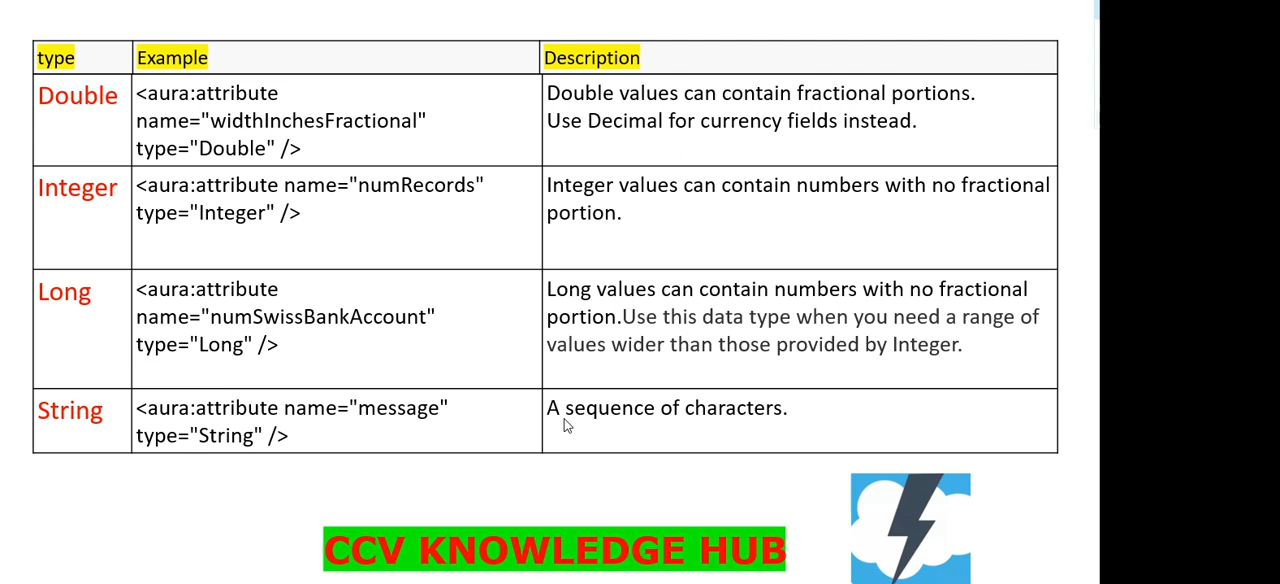 type Example Description
Double <aura:attribute
name="widthInchesFractional"
type="Double" />
Double values can contain fractional portions.
Use Decimal for currency fields instead.
Integer <aura:attribute name="numRecords"
type="Integer" />
Integer values can contain numbers with no fractional
portion.
Long <aura:attribute
name="numSwissBankAccount"
type="Long" />
Long values can contain numbers with no fractional
portion.Use this data type when you need a range of
values wider than those provided by Integer.
String <aura:attribute name="message"
type="String" />
A sequence of characters.
CCV KNOWLEDGE HUB